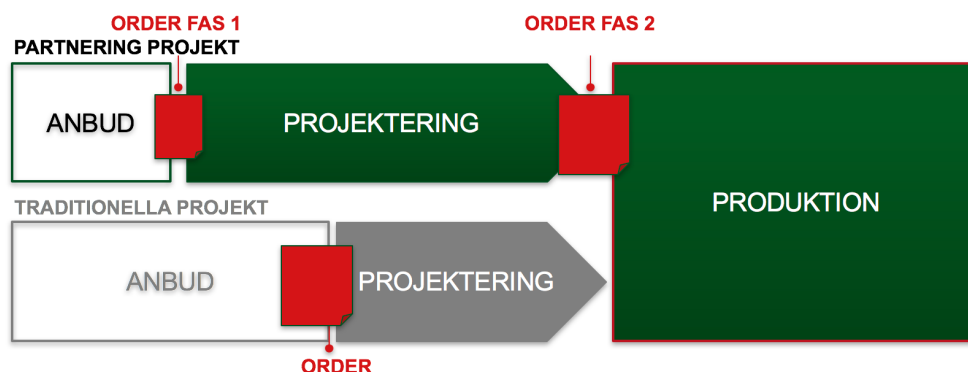 ORDER FAS 1
ORDER FAS 2
PARTNERING PROJEKT
ANBUD
PROJEKTERING
PRODUKTION
TRADITIONELLA PROJEKT
ANBUD
PROJEKTERING
ORDER